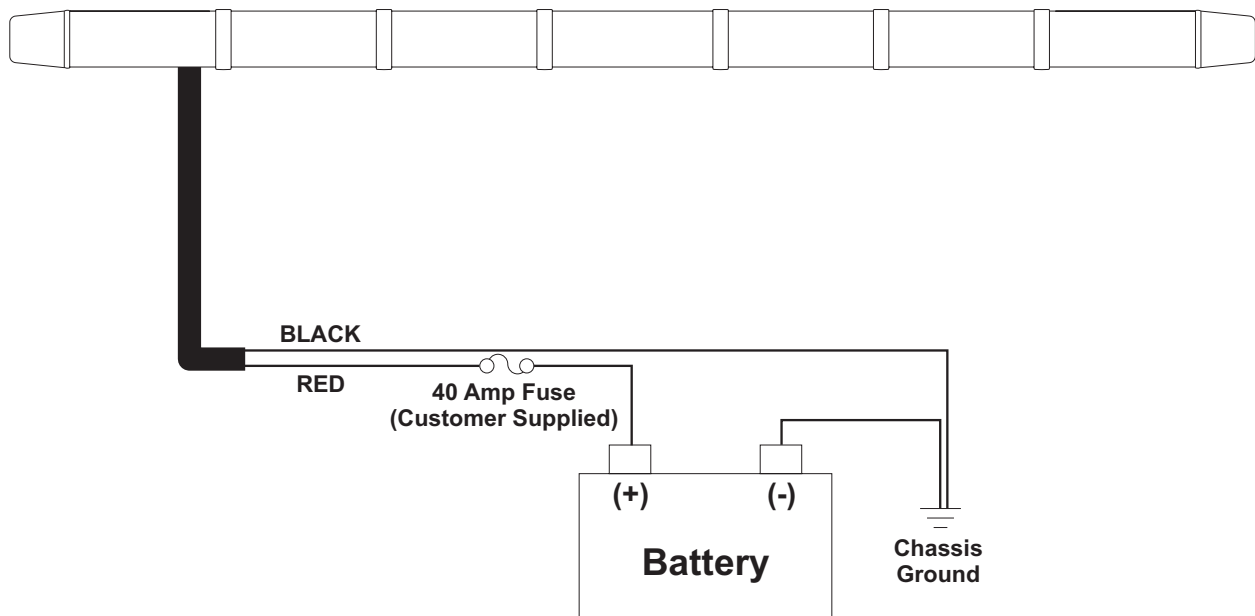 BLACK
RED
40 Amp Fuse
(Customer Supplied)
(+)
(-)
Battery
Chassis
Ground